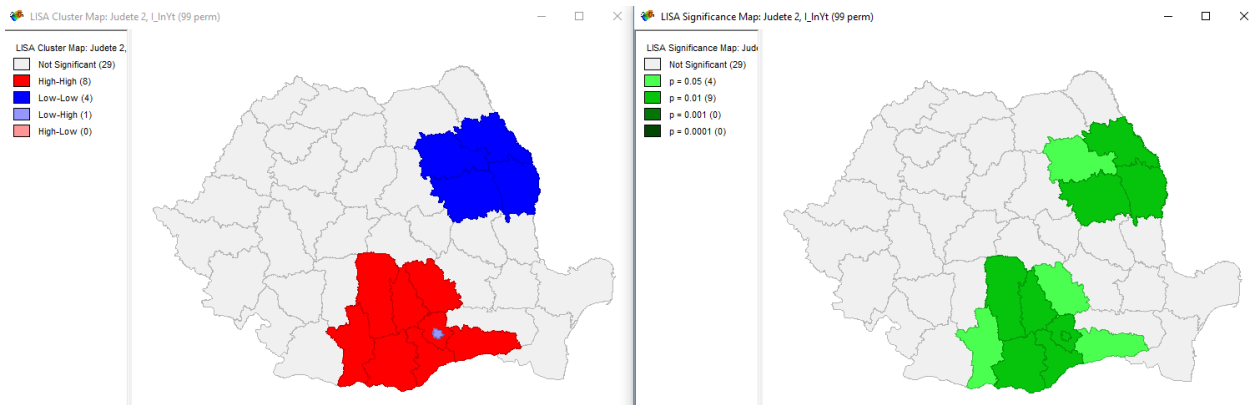 LISA Cluster Map: Judete 2, I_lnYt (99 perm)
LISA Cluster Map: Judete 2,
Not Significant (29)
High-High (8)
Low-Low (4)
Low-High (1)
High-Low (0)
LISA Significance Map: Judete 2, I_lnYt (99 perm)
LISA Significance Map: Jude
Not Significant (29)
p = 0.05 (4)
p = 0.01 (9)
p = 0.001 (0)
p = 0.0001 (0)